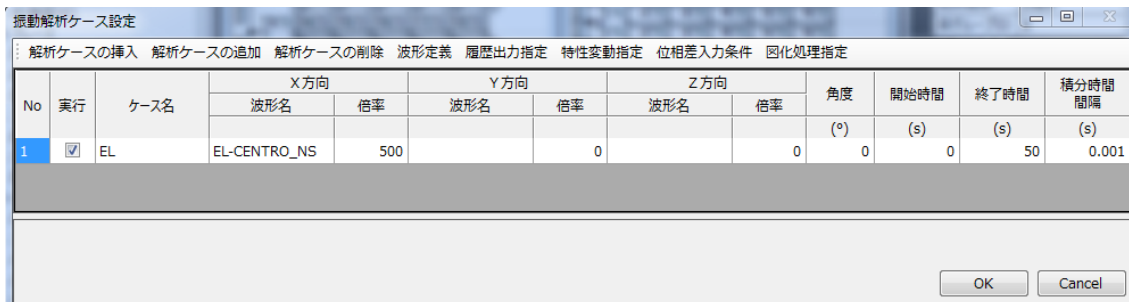 振動解析ケース設定
解析ケースの挿入 解析ケースの追加 解析ケースの削除 波形定義 履歴出力指定 特性変動指定 位相差入力条件 図化処理指定
No 実行 ケース名 X方向 Y方向 Z方向 角度 開始時間 終了時間 積分時間間隔
波形名 倍率 波形名 倍率 波形名 倍率
(°) (s) (s) (s)
1 EL EL-CENTRO_NS 500 0 0 0 0 50 0.001
OK Cancel